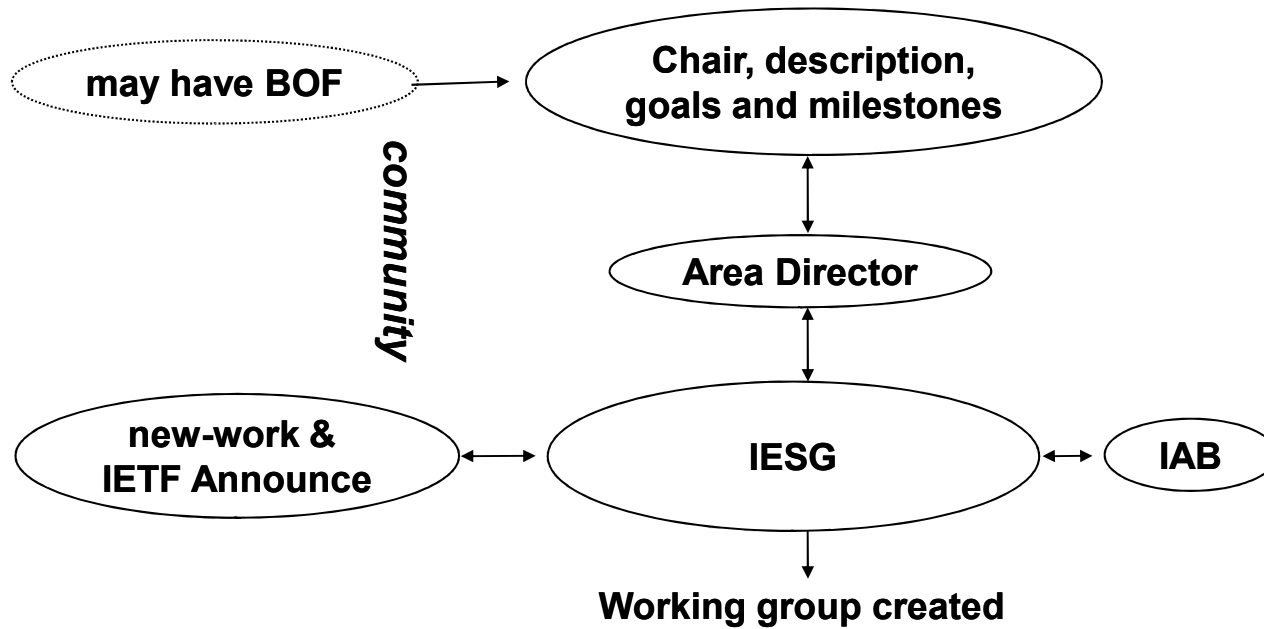 may have BOF
Chair, description,
goals and milestones
community
Area Director
new-work &
IETF Announce
IESG
IAB
Working group created